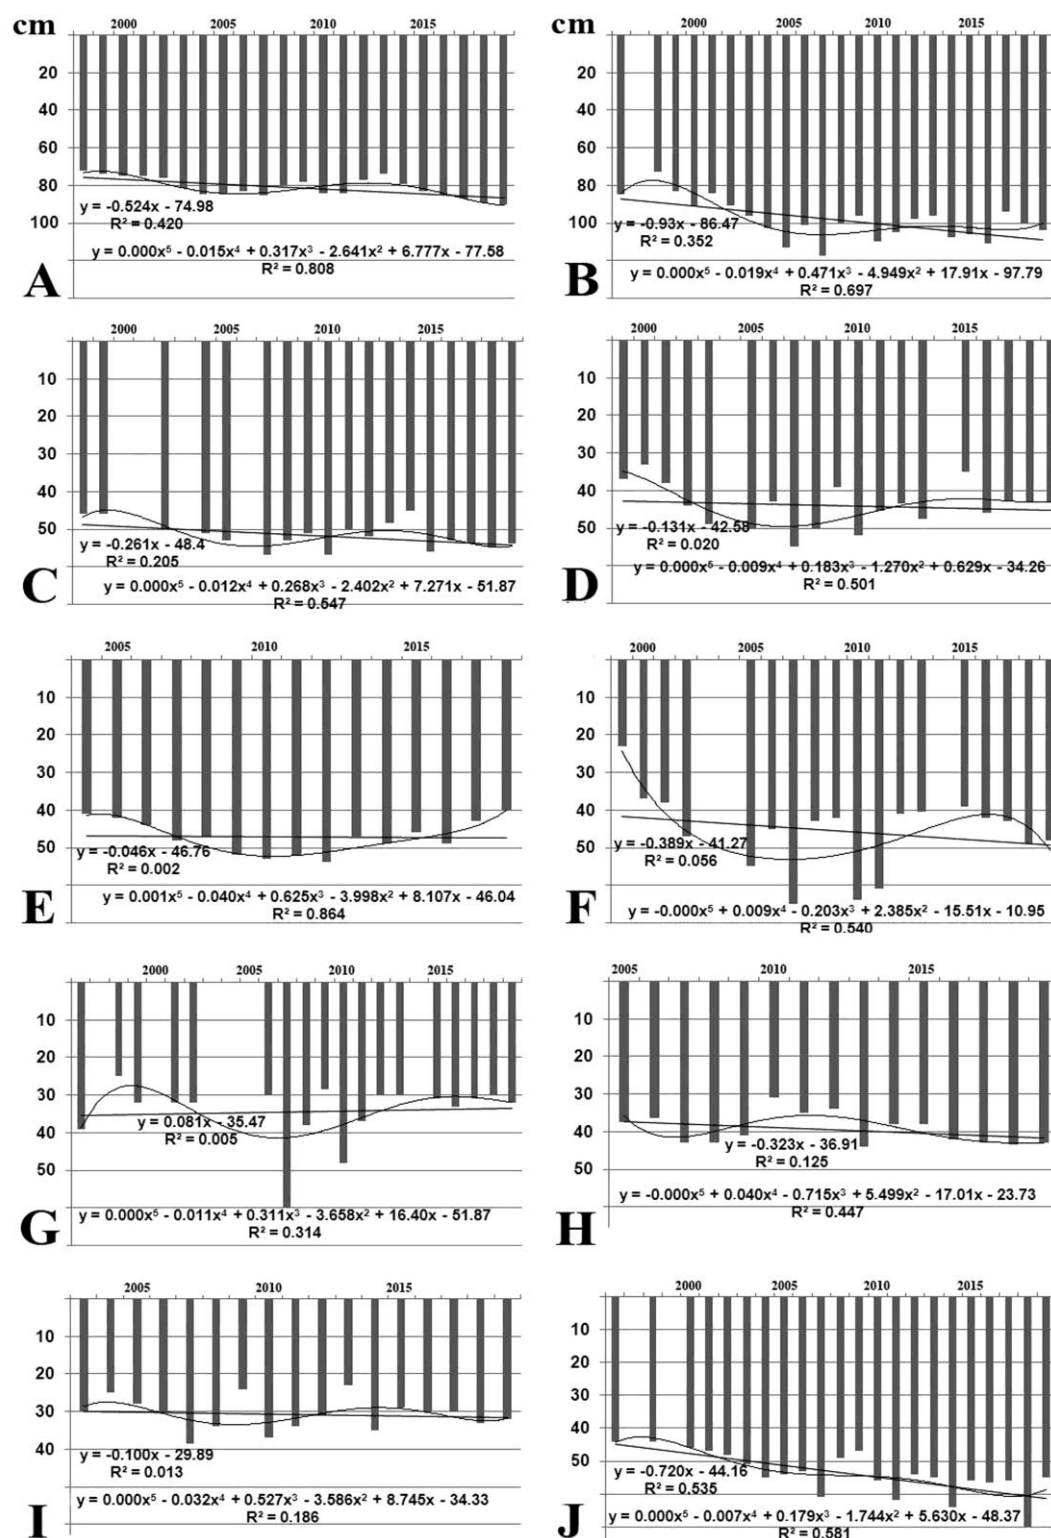 cm
2000 2005 2010 2015
20
40
60
80
100
y = -0.524x - 74.98
R² = 0.420
y = 0.000x⁵ - 0.015x⁴ + 0.317x³ - 2.641x² + 6.777x - 77.58
R² = 0.808
A
cm
2000 2005 2010 2015
20
40
60
80
100
y = -0.93x - 86.47
R² = 0.352
y = 0.000x⁵ - 0.019x⁴ + 0.471x³ - 4.949x² + 17.91x - 97.79
R² = 0.697
B
2000 2005 2010 2015
10
20
30
40
50
y = -0.261x - 48.4
R² = 0.205
y = 0.000x⁵ - 0.012x⁴ + 0.268x³ - 2.402x² + 7.271x - 51.87
R² = 0.547
C
2000 2005 2010 2015
10
20
30
40
50
y = -0.131x - 42.58
R² = 0.020
y = 0.000x⁵ - 0.009x⁴ + 0.183x³ - 1.270x² + 0.629x - 34.26
R² = 0.501
D
2005 2010 2015
10
20
30
40
50
y = -0.046x - 46.76
R² = 0.002
y = 0.001x⁵ - 0.040x⁴ + 0.625x³ - 3.998x² + 8.107x - 46.04
R² = 0.864
E
2000 2005 2010 2015
10
20
30
40
50
y = -0.389x - 41.27
R² = 0.056
y = -0.000x⁵ + 0.009x⁴ - 0.203x³ + 2.385x² - 15.51x - 10.95
R² = 0.540
F
2000 2005 2010 2015
10
20
30
40
50
y = 0.081x - 35.47
R² = 0.005
y = 0.000x⁵ - 0.011x⁴ + 0.311x³ - 3.658x² + 16.40x - 51.87
R² = 0.314
G
2005 2010 2015
10
20
30
40
50
y = -0.323x - 36.91
R² = 0.125
y = -0.000x⁵ + 0.040x⁴ - 0.715x³ + 5.499x² - 17.01x - 23.73
R² = 0.447
H
2005 2010 2015
10
20
30
40
y = -0.100x - 29.89
R² = 0.013
y = 0.000x⁵ - 0.032x⁴ + 0.527x³ - 3.586x² + 8.745x - 34.33
R² = 0.186
I
2000 2005 2010 2015
10
20
30
40
50
y = -0.720x - 44.16
R² = 0.535
y = 0.000x⁵ - 0.007x⁴ + 0.179x³ - 1.744x² + 5.630x - 48.37
R² = 0.581
J